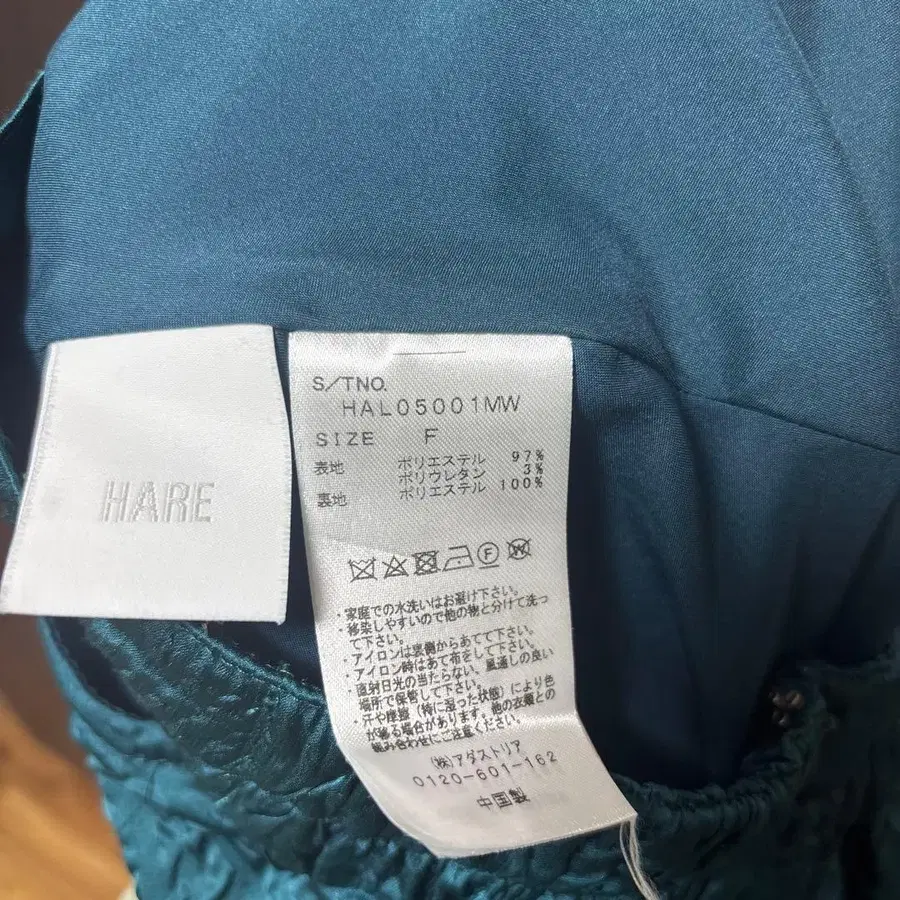 HARE
S/TNO.
HAL05001MW
SIZE F
表地 ポリエステル 97%
ポリウレタン 3%
裏地 ポリエステル 100%
・家庭での水洗いはお避け下さい。
・移染しやすいので他の物と分けて洗っ
て下さい。
・アイロンは裏側からあてて下さい。
・アイロン時はあて布をして下さい。
・直射日光の当たらない、風通しの良い
場所で保管して下さい。
・汗や摩擦(特に湿った状態)により色
が移る場合があります。他の衣類との
組み合わせにご注意下さい。
(株)アダストリア
0120-601-162
中国製